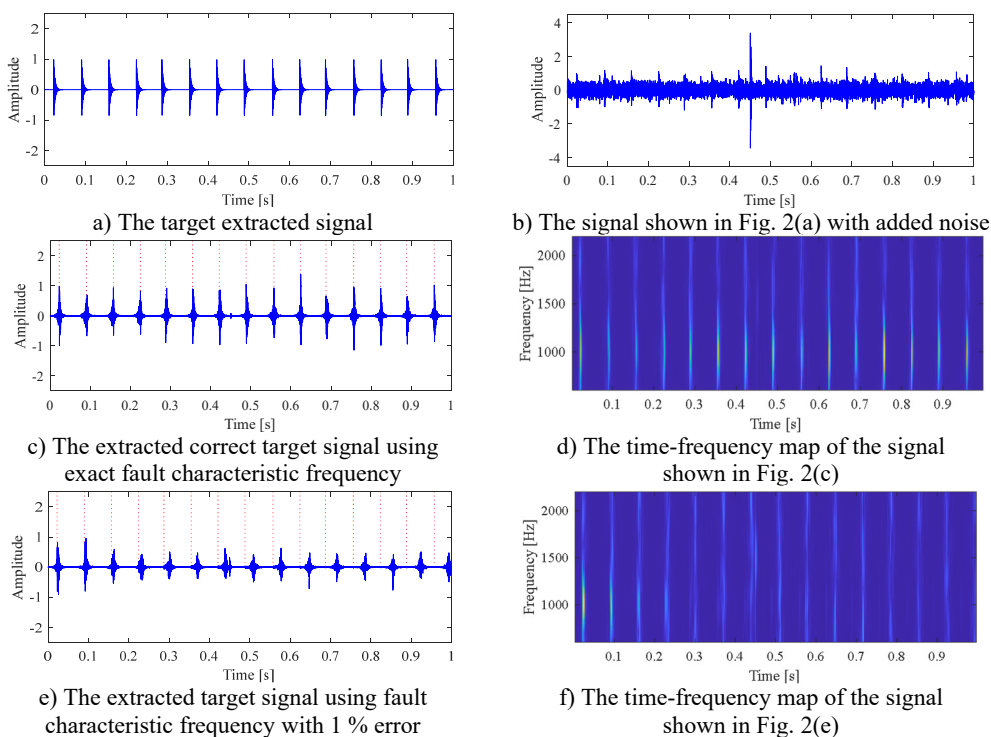 2
1
0
-1
-2
Amplitude
0 0.1 0.2 0.3 0.4 0.5 0.6 0.7 0.8 0.9 1
Time [s]
a) The target extracted signal
4
2
0
-2
-4
Amplitude
0 0.1 0.2 0.3 0.4 0.5 0.6 0.7 0.8 0.9 1
Time [s]
b) The signal shown in Fig. 2(a) with added noise
2
1
0
-1
-2
Amplitude
0 0.1 0.2 0.3 0.4 0.5 0.6 0.7 0.8 0.9 1
Time [s]
c) The extracted correct target signal using
exact fault characteristic frequency
2000
1500
1000
Frequency [Hz]
0.1 0.2 0.3 0.4 0.5 0.6 0.7 0.8 0.9
Time [s]
d) The time-frequency map of the signal
shown in Fig. 2(c)
2
1
0
-1
-2
Amplitude
0 0.1 0.2 0.3 0.4 0.5 0.6 0.7 0.8 0.9 1
Time [s]
e) The extracted target signal using fault
characteristic frequency with 1 % error
2000
1500
1000
Frequency [Hz]
0.1 0.2 0.3 0.4 0.5 0.6 0.7 0.8 0.9
Time [s]
f) The time-frequency map of the signal
shown in Fig. 2(e)